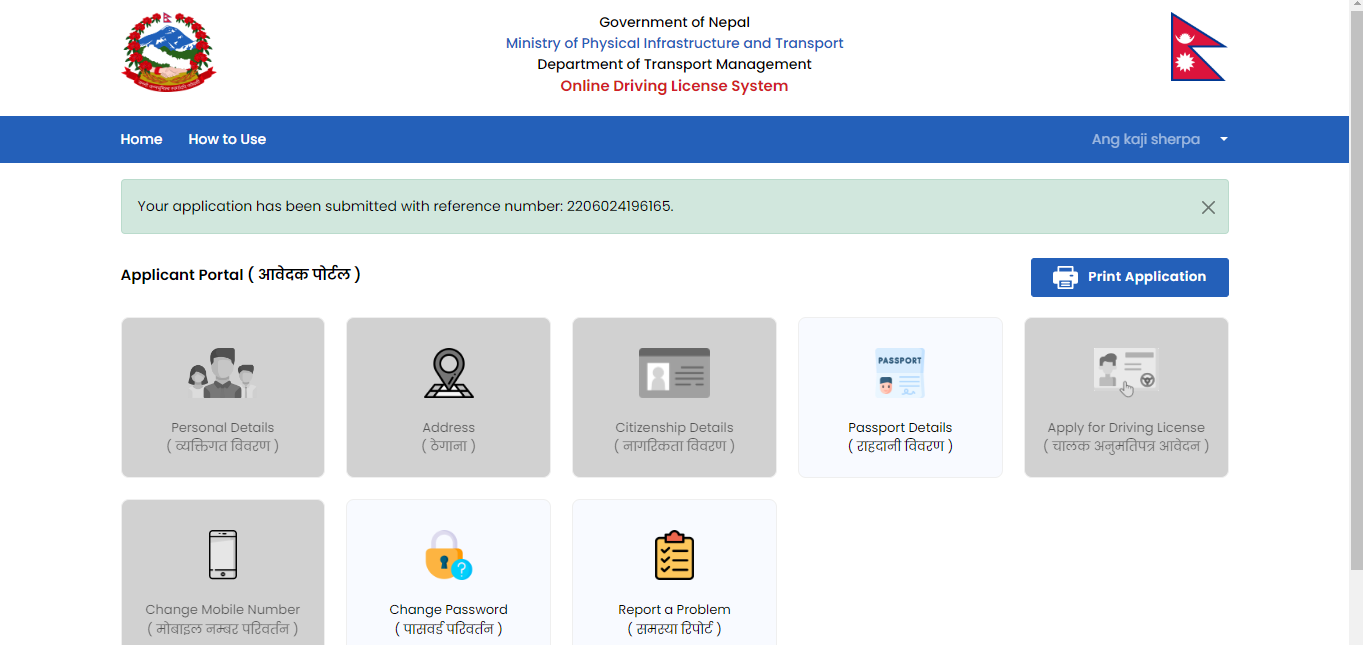 Government of Nepal
Ministry of Physical Infrastructure and Transport
Department of Transport Management
Online Driving License System
Home
How to Use
Ang kaji sherpa
Your application has been submitted with reference number: 2206024196165.
Applicant Portal ( आवेदक पोर्टल )
Print Application
Personal Details
( व्यक्तिगत विवरण )
Address
( ठेगाना )
Citizenship Details
( नागरिकता विवरण )
PASSPORT
Passport Details
( राहदानी विवरण )
Apply for Driving License
( चालक अनुमतिपत्र आवेदन )
Change Mobile Number
( मोबाइल नम्बर परिवर्तन )
Change Password
( पासवर्ड परिवर्तन )
Report a Problem
( समस्या रिपोर्ट )